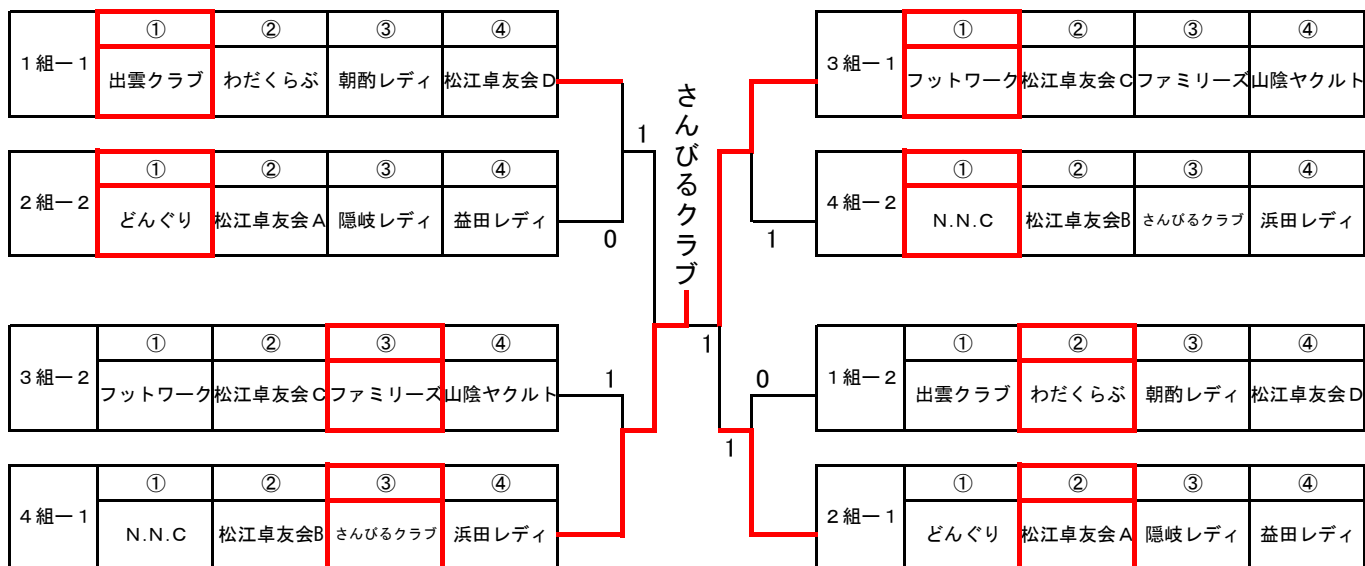 1組ー1 ① ② ③ ④
出雲クラブ わだくらぶ 朝酌レディ 松江卓友会D
2組ー2 ① ② ③ ④
どんぐり 松江卓友会A 隠岐レディ 益田レディ
3組ー2 ① ② ③ ④
フットワーク 松江卓友会C ファミリーズ 山陰ヤクルト
4組ー1 ① ② ③ ④
N.N.C 松江卓友会B さんびるクラブ 浜田レディ
1
0
1
さんびるクラブ
1
1
0
1
3組ー1 ① ② ③ ④
フットワーク 松江卓友会C ファミリーズ 山陰ヤクルト
4組ー2 ① ② ③ ④
N.N.C 松江卓友会B さんびるクラブ 浜田レディ
1組ー2 ① ② ③ ④
出雲クラブ わだくらぶ 朝酌レディ 松江卓友会D
2組ー1 ① ② ③ ④
どんぐり 松江卓友会A 隠岐レディ 益田レディ